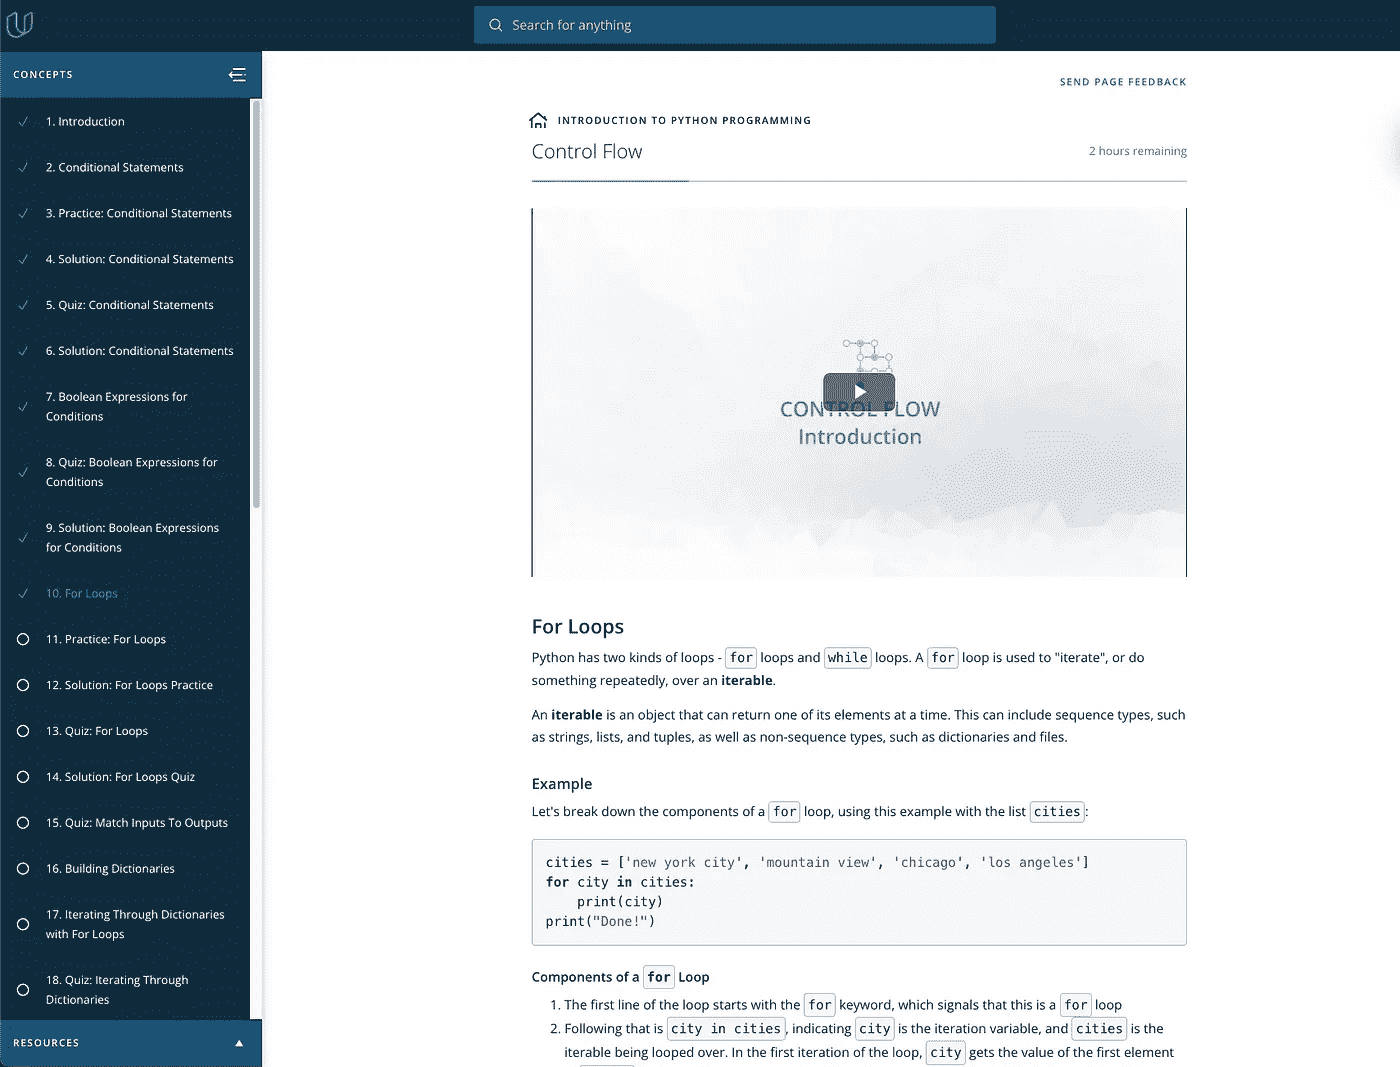 Search for anything
CONCEPTS
1. Introduction
2. Conditional Statements
3. Practice: Conditional Statements
4. Solution: Conditional Statements
5. Quiz: Conditional Statements
6. Solution: Conditional Statements
7. Boolean Expressions for
Conditions
8. Quiz: Boolean Expressions for
Conditions
9. Solution: Boolean Expressions
for Conditions
10. For Loops
11. Practice: For Loops
12. Solution: For Loops Practice
13. Quiz: For Loops
14. Solution: For Loops Quiz
15. Quiz: Match Inputs To Outputs
16. Building Dictionaries
17. Iterating Through Dictionaries
with For Loops
18. Quiz: Iterating Through
Dictionaries
RESOURCES
SEND PAGE FEEDBACK
INTRODUCTION TO PYTHON PROGRAMMING
Control Flow
2 hours remaining
CONTROL FLOW
Introduction
For Loops
Python has two kinds of loops - for loops and while loops. A for loop is used to "iterate", or do
something repeatedly, over an iterable.
An iterable is an object that can return one of its elements at a time. This can include sequence types, such
as strings, lists, and tuples, as well as non-sequence types, such as dictionaries and files.
Example
Let's break down the components of a for loop, using this example with the list cities:
cities = ['new york city', 'mountain view', 'chicago', 'los angeles']
for city in cities:
    print(city)
print("Done!")
Components of a for Loop
1. The first line of the loop starts with the for keyword, which signals that this is a for loop
2. Following that is city in cities, indicating city is the iteration variable, and cities is the
iterable being looped over. In the first iteration of the loop, city gets the value of the first element